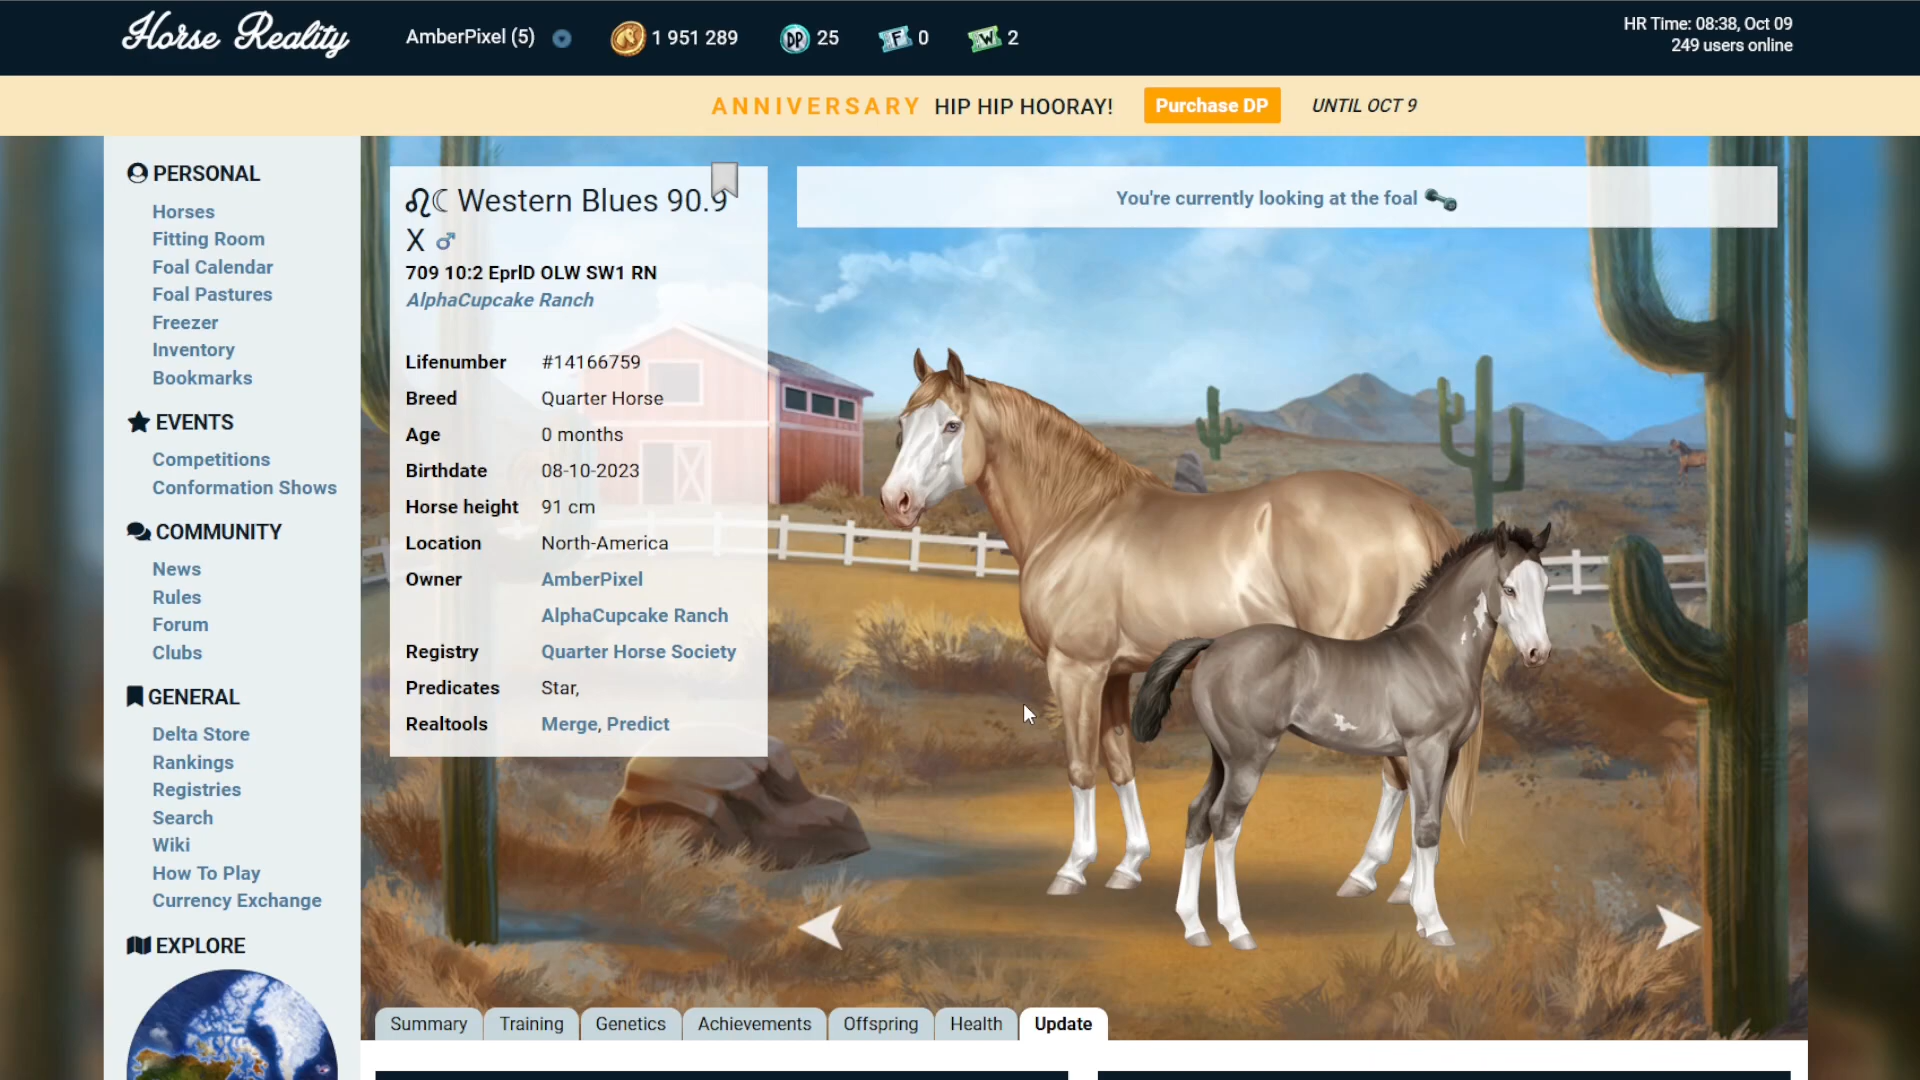 Horse Reality
AmberPixel (5)
1 951 289
DP
25
F
0
W
2
HR Time: 08:38, Oct 09
249 users online
ANNIVERSARY HIP HIP HOORAY! Purchase DP UNTIL OCT 9
PERSONAL
Horses
Fitting Room
Foal Calendar
Foal Pastures
Freezer
Inventory
Bookmarks
EVENTS
Competitions
Conformation Shows
COMMUNITY
News
Rules
Forum
Clubs
GENERAL
Delta Store
Rankings
Registries
Search
Wiki
How To Play
Currency Exchange
EXPLORE
♌☾ Western Blues 90.9
X ♂
709 10:2 EprlD OLW SW1 RN
AlphaCupcake Ranch
Lifenumber #14166759
Breed Quarter Horse
Age 0 months
Birthdate 08-10-2023
Horse height 91 cm
Location North-America
Owner AmberPixel
AlphaCupcake Ranch
Registry Quarter Horse Society
Predicates Star,
Realtools Merge, Predict
You're currently looking at the foal
Summary Training Genetics Achievements Offspring Health Update